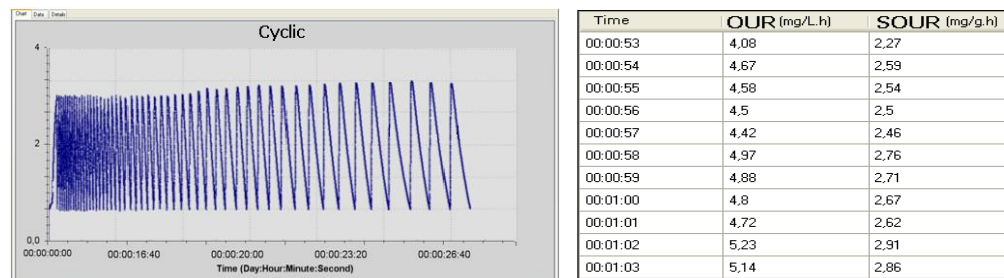 Chart Data Details
Cyclic
4
2
0,0
00:00:00:00 00:00:16:40 00:00:20:00 00:00:23:20 00:00:26:40
Time (Day:Hour:Minute:Second)
Time OUR (mg/L.h) SOUR (mg/g.h)
00:00:53 4,08 2,27
00:00:54 4,67 2,59
00:00:55 4,58 2,54
00:00:56 4,5 2,5
00:00:57 4,42 2,46
00:00:58 4,97 2,76
00:00:59 4,88 2,71
00:01:00 4,8 2,67
00:01:01 4,72 2,62
00:01:02 5,23 2,91
00:01:03 5,14 2,86